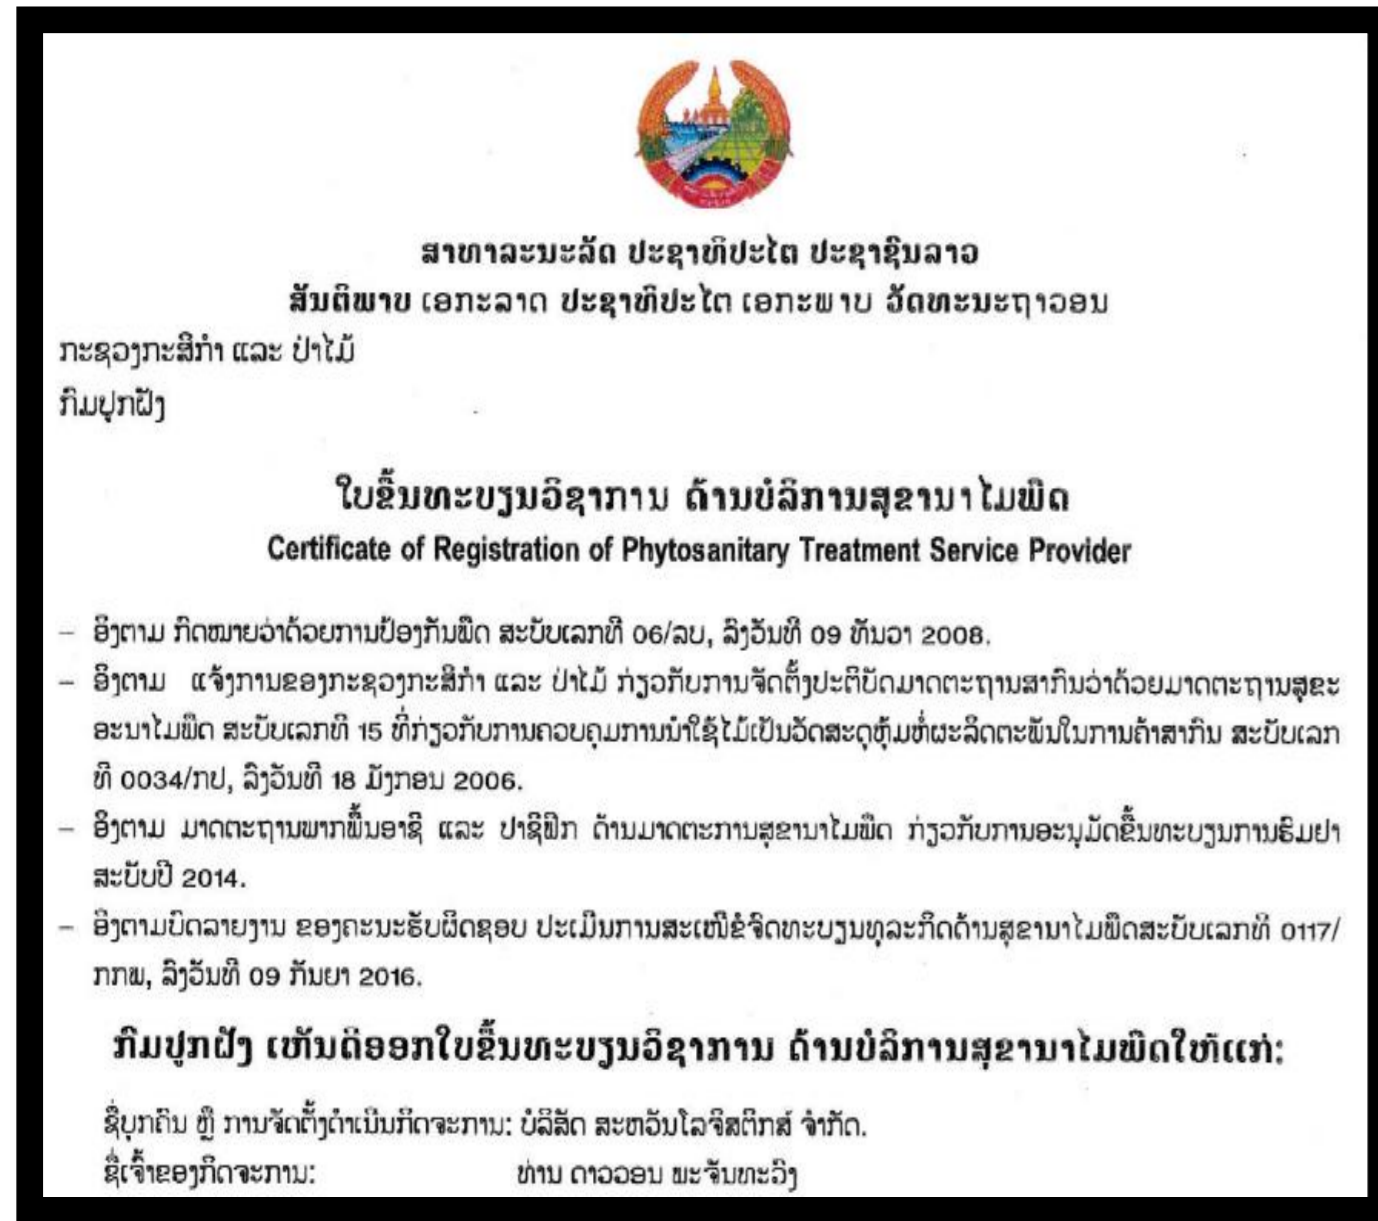 ສາທາລະນະລັດ ປະຊາທິປະໄຕ ປະຊາຊົນລາວ
ສັນຕິພາບ ເອກະລາດ ປະຊາທິປະໄຕ ເອກະພາບ ວັດທະນະຖາວອນ
ກະຊວງກະສິກຳ ແລະ ປ່າໄມ້
ກົມປູກຝັງ
ໃບຂຶ້ນທະບຽນວິຊາການ ດ້ານບໍລິການສຸຂານາໄມພືດ
Certificate of Registration of Phytosanitary Treatment Service Provider
– ອີງຕາມ ກົດໝາຍວ່າດ້ວຍການປ້ອງກັນພືດ ສະບັບເລກທີ 06/ລບ, ລົງວັນທີ 09 ທັນວາ 2008.
– ອີງຕາມ ແຈ້ງການຂອງກະຊວງກະສິກຳ ແລະ ປ່າໄມ້ ກ່ຽວກັບການຈັດຕັ້ງປະຕິບັດມາດຕະຖານສາກົນວ່າດ້ວຍມາດຕະຖານສຸຂະ
ອະນາໄມພືດ ສະບັບເລກທີ 15 ທີ່ກ່ຽວກັບການຄວບຄຸມການນຳໃຊ້ໄມ້ເປັນວັດສະດຸຫຸ້ມຫໍ່ຜະລິດຕະພັນໃນການຄ້າສາກົນ ສະບັບເລກ
ທີ 0034/ກປ, ລົງວັນທີ 18 ມັງກອນ 2006.
– ອີງຕາມ ມາດຕະຖານພາກພື້ນອາຊີ ແລະ ປາຊີຟິກ ດ້ານມາດຕະການສຸຂານາໄມພືດ ກ່ຽວກັບການອະນຸມັດຂຶ້ນທະບຽນການຮົມຢາ
ສະບັບປີ 2014.
– ອີງຕາມບົດລາຍງານ ຂອງຄະນະຮັບຜິດຊອບ ປະເມີນການສະເໜີຂໍຈົດທະບຽນທຸລະກິດດ້ານສຸຂານາໄມພືດສະບັບເລກທີ 0117/
ກກພ, ລົງວັນທີ 09 ກັນຍາ 2016.
ກົມປູກຝັງ ເຫັນດີອອກໃບຂຶ້ນທະບຽນວິຊາການ ດ້ານບໍລິການສຸຂານາໄມພືດໃຫ້ແກ່:
ຊື່ບຸກຄົນ ຫຼື ການຈັດຕັ້ງດຳເນີນກິດຈະການ: ບໍລິສັດ ສະຫວັນໂລຈິສຕິກສ໌ ຈຳກັດ.
ຊື່ເຈົ້າຂອງກິດຈະການ: ທ່ານ ດາວວອນ ພະຈັນທະວົງ